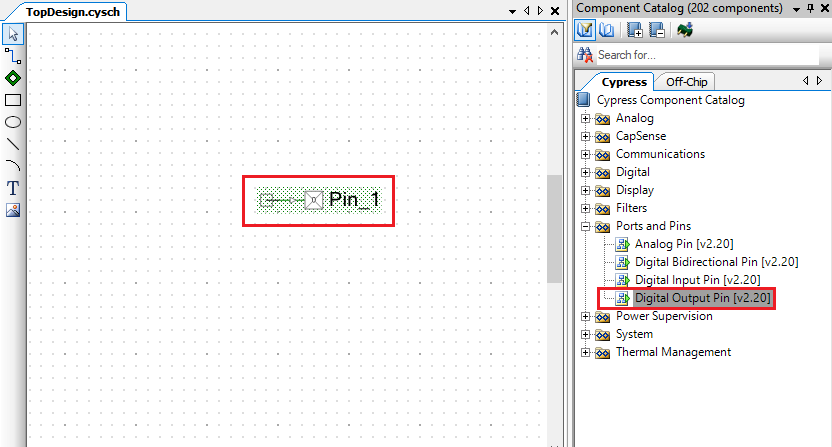 TopDesign.cysch
Pin_1
T
Component Catalog (202 components)
Search for...
Cypress
Off-Chip
Cypress Component Catalog
Analog
CapSense
Communications
Digital
Display
Filters
Ports and Pins
Analog Pin [v2.20]
Digital Bidirectional Pin [v2.20]
Digital Input Pin [v2.20]
Digital Output Pin [v2.20]
Power Supervision
System
Thermal Management